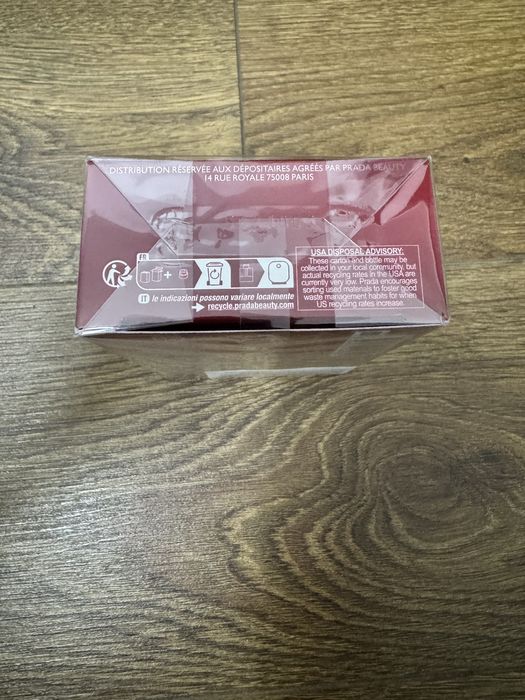 DISTRIBUTION RÉSERVÉE AUX DÉPOSITAIRES AGRÉÉS PAR PRADA BEAUTY
14 RUE ROYALE 75008 PARIS
FR
IT le indicazioni possono variare localmente
recycle.pradabeauty.com
USA DISPOSAL ADVISORY:
These carton and bottle may be
collected in your local community, but
actual recycling rates in the USA are
currently very low. Prada encourages
sorting used materials to foster good
waste management habits for when
US recycling rates increase.